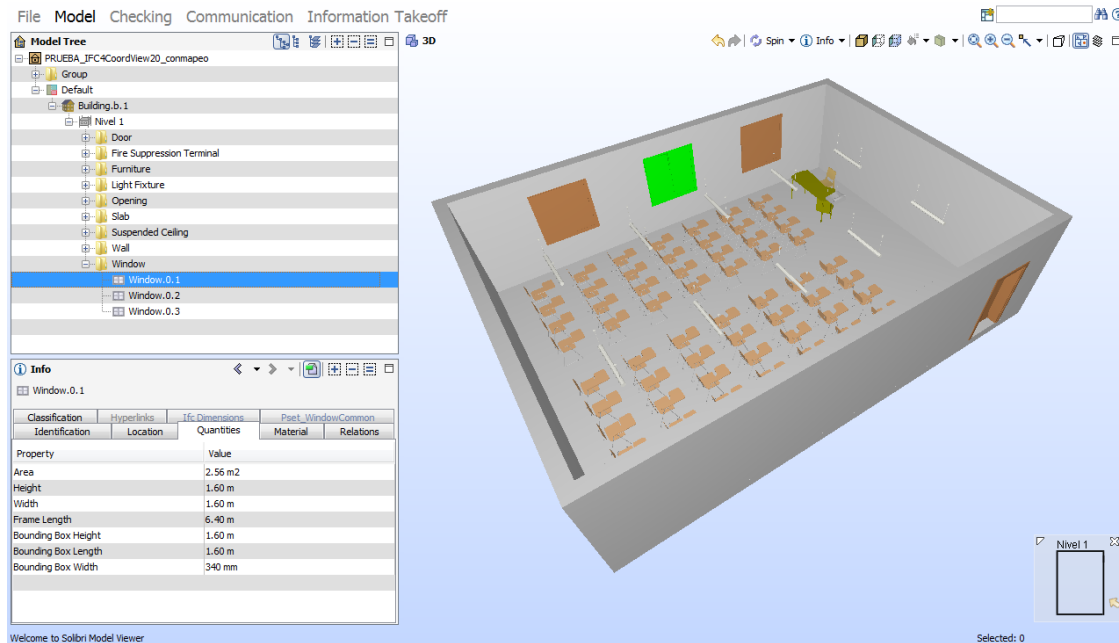 File Model Checking Communication Information Takeoff
Model Tree
3D
Spin
Info
PRUEBA_IFC4CoordView20_conmapeo
Group
Default
Building.b.1
Nivel 1
Door
Fire Suppression Terminal
Furniture
Light Fixture
Opening
Slab
Suspended Ceiling
Wall
Window
Window.0.1
Window.0.2
Window.0.3
Info
Window.0.1
Classification Hyperlinks Ifc Dimensions Pset_WindowCommon
Identification Location Quantities Material Relations
Property Value
Area 2.56 m2
Height 1.60 m
Width 1.60 m
Frame Length 6.40 m
Bounding Box Height 1.60 m
Bounding Box Length 1.60 m
Bounding Box Width 340 mm
Nivel 1
Welcome to Solibri Model Viewer
Selected: 0